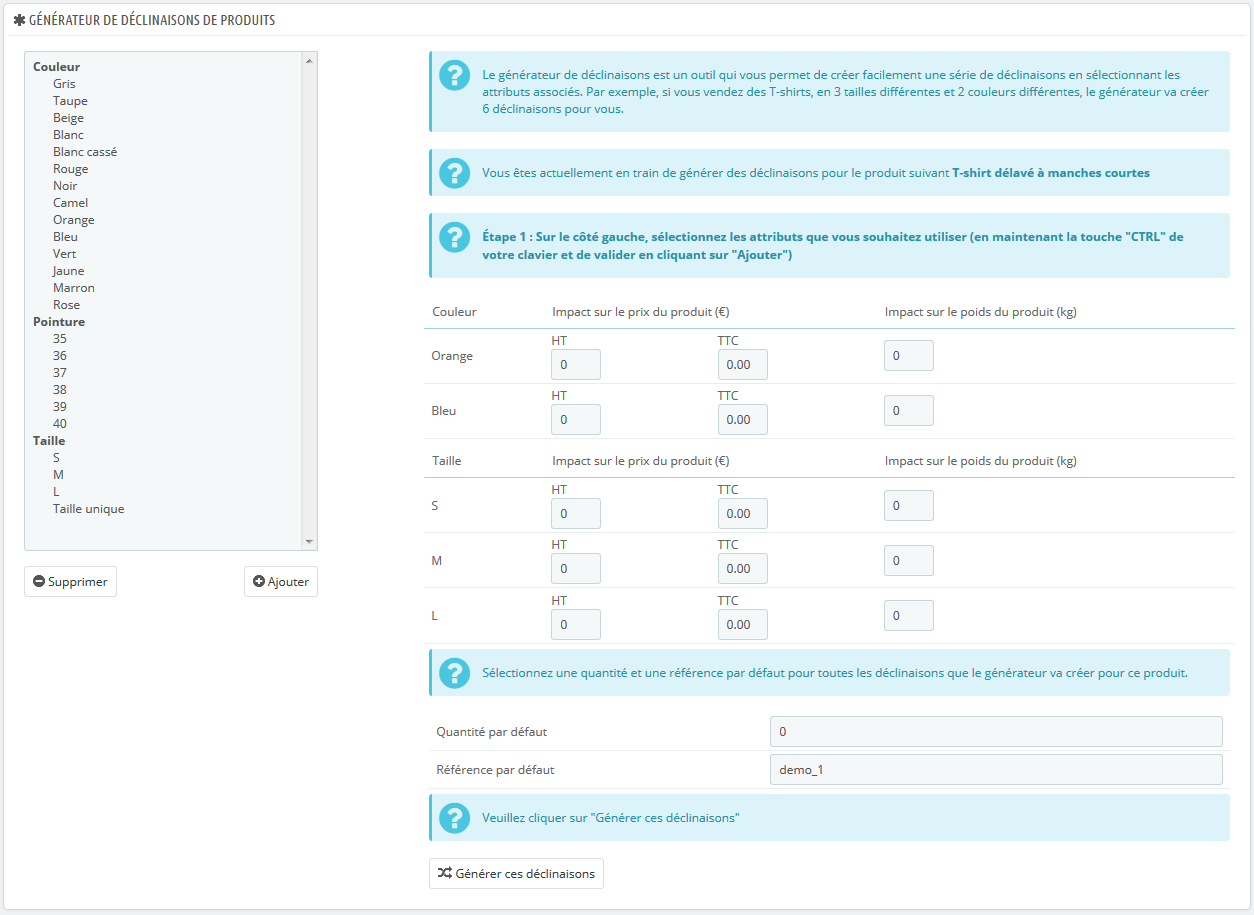 GÉNÉRATEUR DE DÉCLINAISONS DE PRODUITS
Couleur
Gris
Taupe
Beige
Blanc
Blanc cassé
Rouge
Noir
Camel
Orange
Bleu
Vert
Jaune
Marron
Rose
Pointure
35
36
37
38
39
40
Taille
S
M
L
Taille unique
Supprimer
Ajouter
Le générateur de déclinaisons est un outil qui vous permet de créer facilement une série de déclinaisons en sélectionnant les
attributs associés. Par exemple, si vous vendez des T-shirts, en 3 tailles différentes et 2 couleurs différentes, le générateur va créer
6 déclinaisons pour vous.
Vous êtes actuellement en train de générer des déclinaisons pour le produit suivant T-shirt délavé à manches courtes
Étape 1 : Sur le côté gauche, sélectionnez les attributs que vous souhaitez utiliser (en maintenant la touche "CTRL" de
votre clavier et de valider en cliquant sur "Ajouter")
Couleur Impact sur le prix du produit (€) Impact sur le poids du produit (kg)
HT TTC
Orange 0 0.00 0
HT TTC
Bleu 0 0.00 0
Taille Impact sur le prix du produit (€) Impact sur le poids du produit (kg)
HT TTC
S 0 0.00 0
HT TTC
M 0 0.00 0
HT TTC
L 0 0.00 0
Sélectionnez une quantité et une référence par défaut pour toutes les déclinaisons que le générateur va créer pour ce produit.
Quantité par défaut 0
Référence par défaut demo_1
Veuillez cliquer sur "Générer ces déclinaisons"
Générer ces déclinaisons